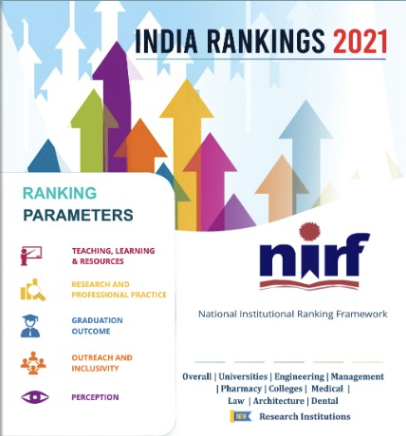 INDIA RANKINGS 2021
RANKING
PARAMETERS
TEACHING, LEARNING
& RESOURCES
RESEARCH AND
PROFESSIONAL PRACTICE
GRADUATION
OUTCOME
OUTREACH AND
INCLUSIVITY
PERCEPTION
nirf
National Institutional Ranking Framework
Overall | Universities | Engineering | Management
| Pharmacy | Colleges | Medical |
Law | Architecture | Dental
NEW Research Institutions